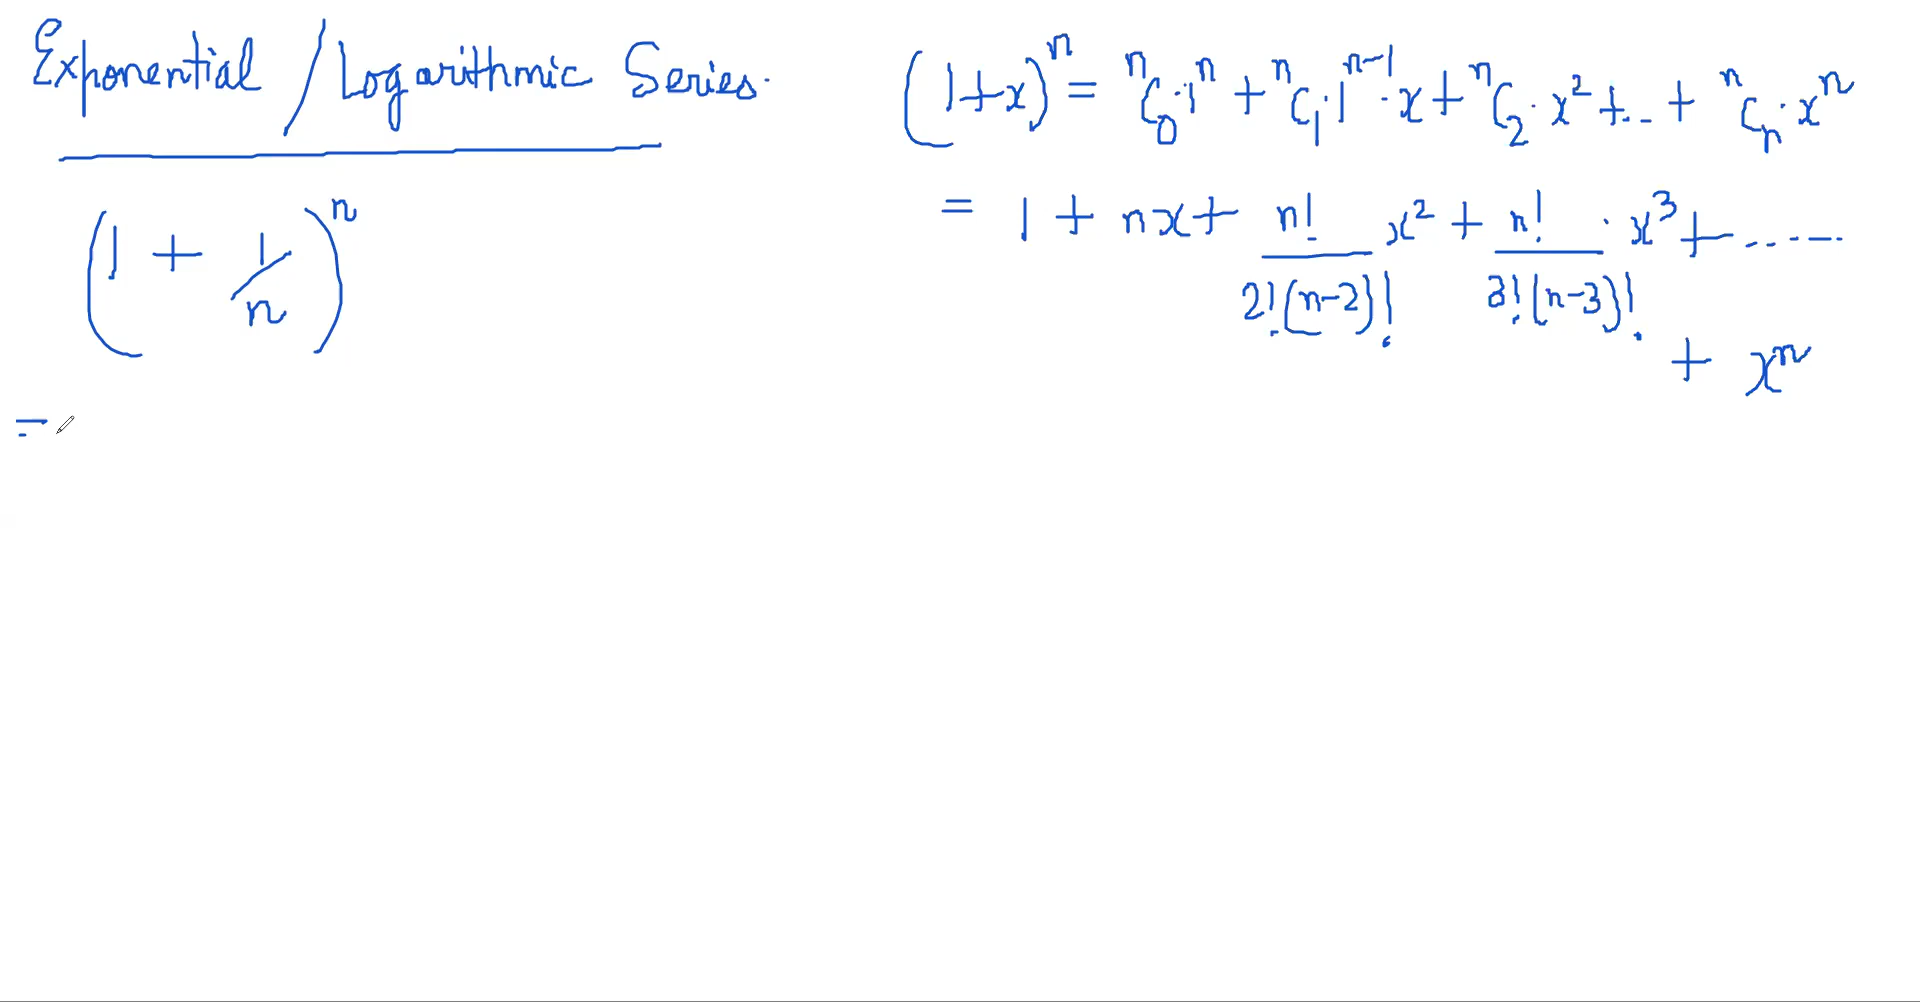 Exponential / Logarithmic Series.
(1 + 1/n)^n
=
(1+x)^n = ^nC_0·1^n + ^nC_1·1^(n-1)·x + ^nC_2·x^2 + .. + ^nC_n·x^n
= 1 + nx + n!/(2!(n-2)!) x^2 + n!/(3!(n-3)!) · x^3 + ......
+ x^n